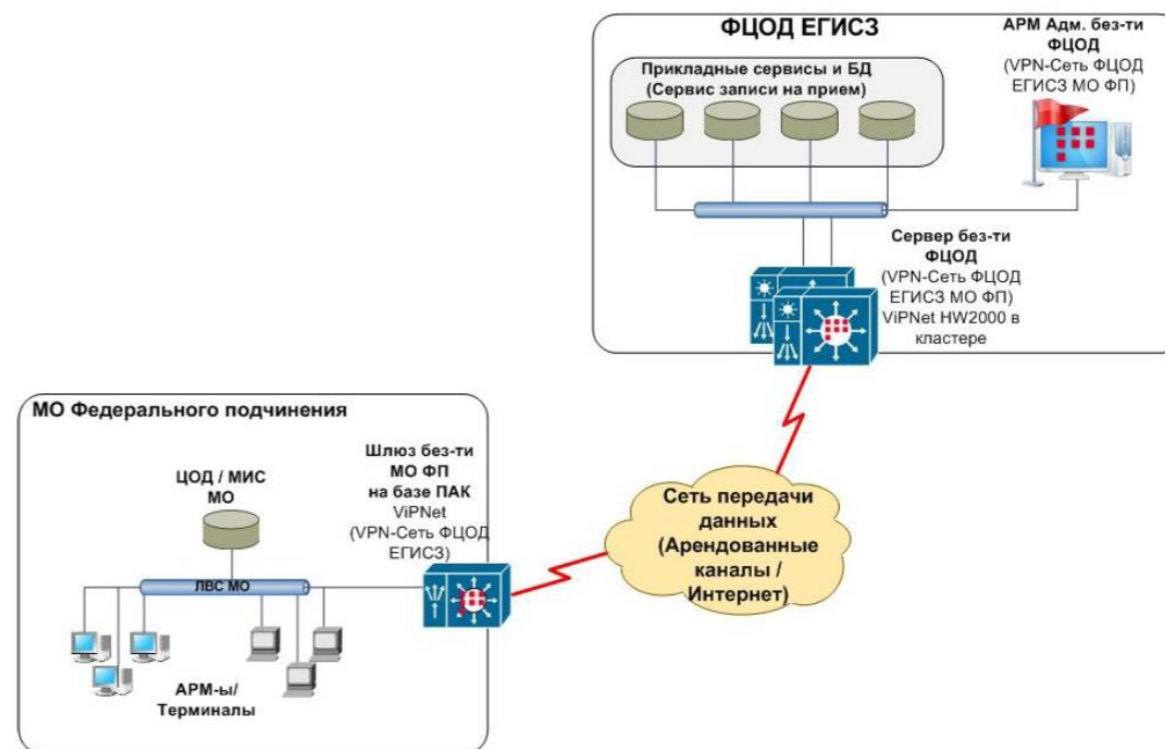 ФЦОД ЕГИСЗ
Прикладные сервисы и БД
(Сервис записи на прием)
АРМ Адм. без-ти
ФЦОД
(VPN-Сеть ФЦОД
ЕГИСЗ МО ФП)
Сервер без-ти
ФЦОД
(VPN-Сеть ФЦОД
ЕГИСЗ МО ФП)
ViPNet HW2000 в
кластере
МО Федерального подчинения
ЦОД / МИС
МО
Шлюз без-ти
МО ФП
на базе ПАК
ViPNet
(VPN-Сеть ФЦОД
ЕГИСЗ)
ЛВС МО
АРМ-ы/
Терминалы
Сеть передачи
данных
(Арендованные
каналы /
Интернет)